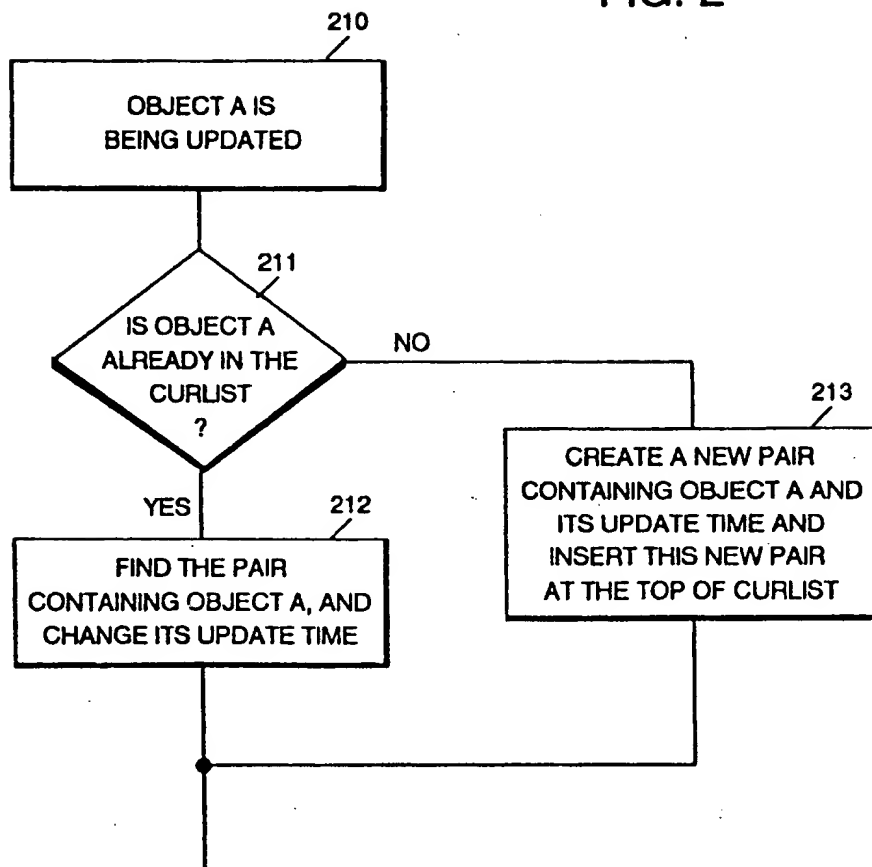 FIG. 2
210
OBJECT A IS
BEING UPDATED
211
IS OBJECT A
ALREADY IN THE
CURLIST
?
NO
YES
212
FIND THE PAIR
CONTAINING OBJECT A, AND
CHANGE ITS UPDATE TIME
213
CREATE A NEW PAIR
CONTAINING OBJECT A AND
ITS UPDATE TIME AND
INSERT THIS NEW PAIR
AT THE TOP OF CURLIST